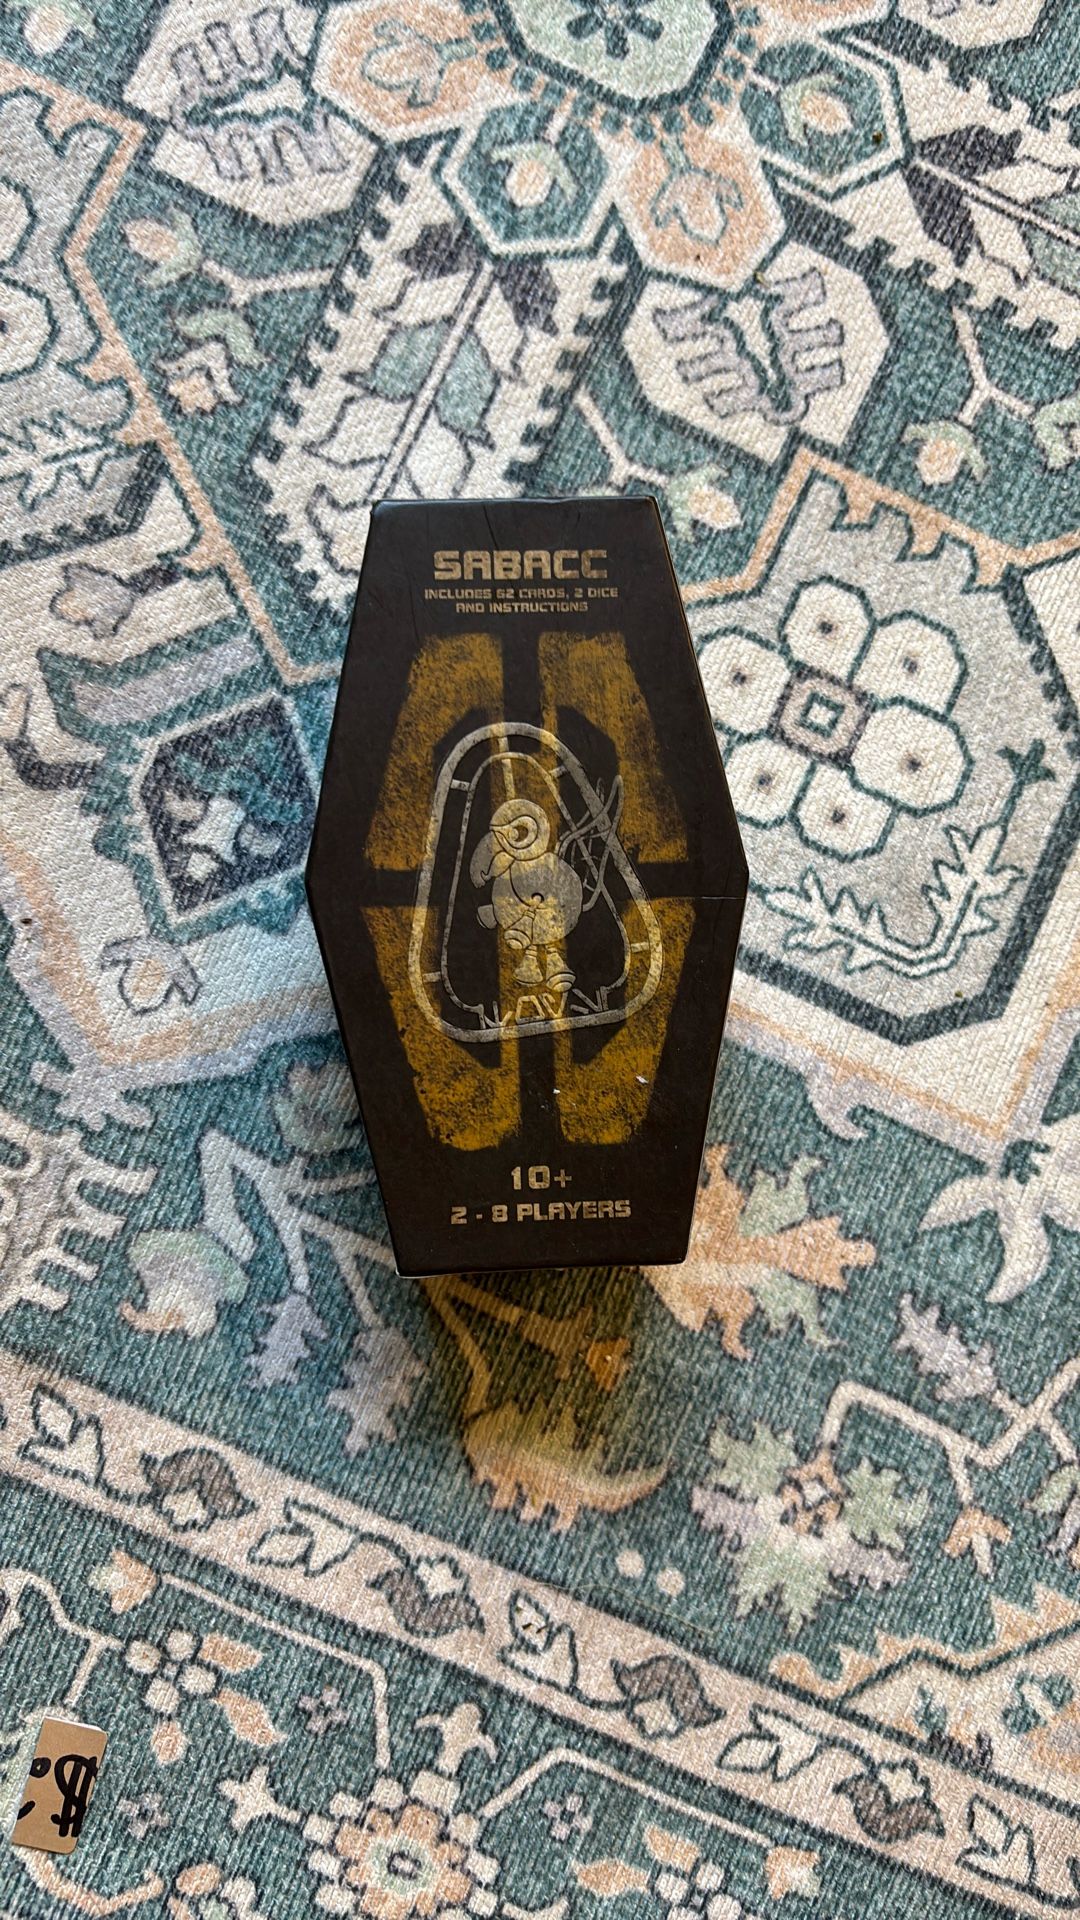 SABACC
INCLUDES 62 CARDS, 2 DICE
AND INSTRUCTIONS
10+
2 - 8 PLAYERS
$